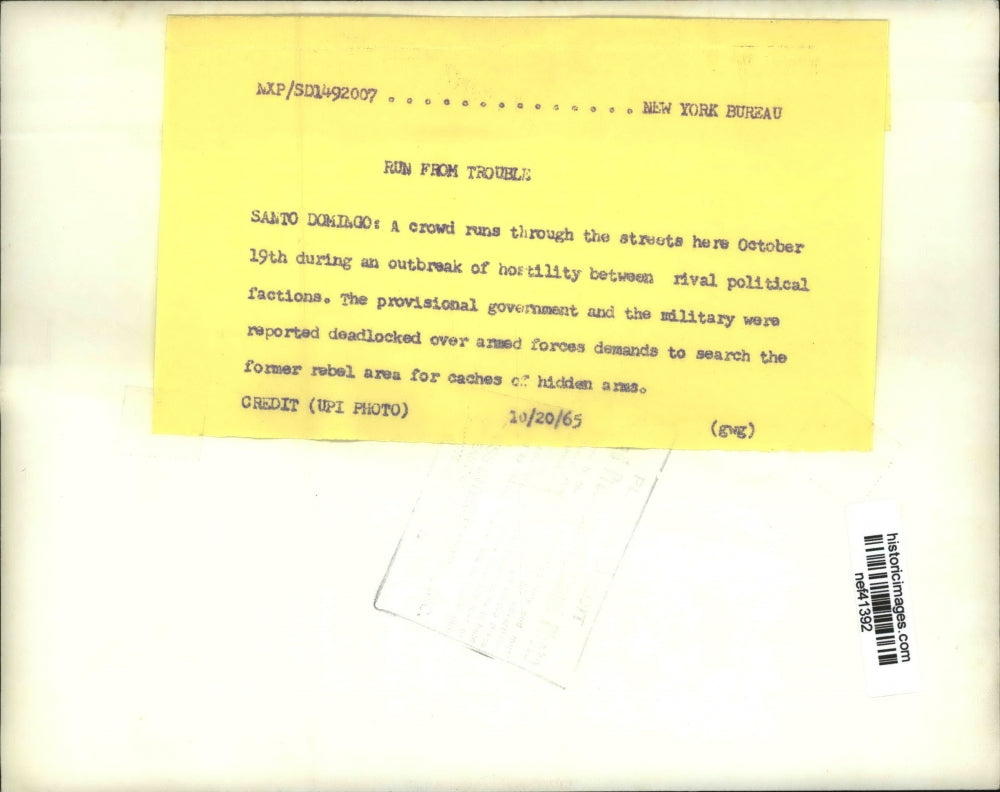 NXP/SD1492007 . . . . . . . . . . . . . . NEW YORK BUREAU
RUN FROM TROUBLE
SANTO DOMINGO: A crowd runs through the streets here October
19th during an outbreak of hostility between rival political
factions. The provisional government and the military were
reported deadlocked over armed forces demands to search the
former rebel area for caches of hidden arms.
CREDIT (UPI PHOTO) 10/20/65 (gwg)
historicimages.com
nef41392